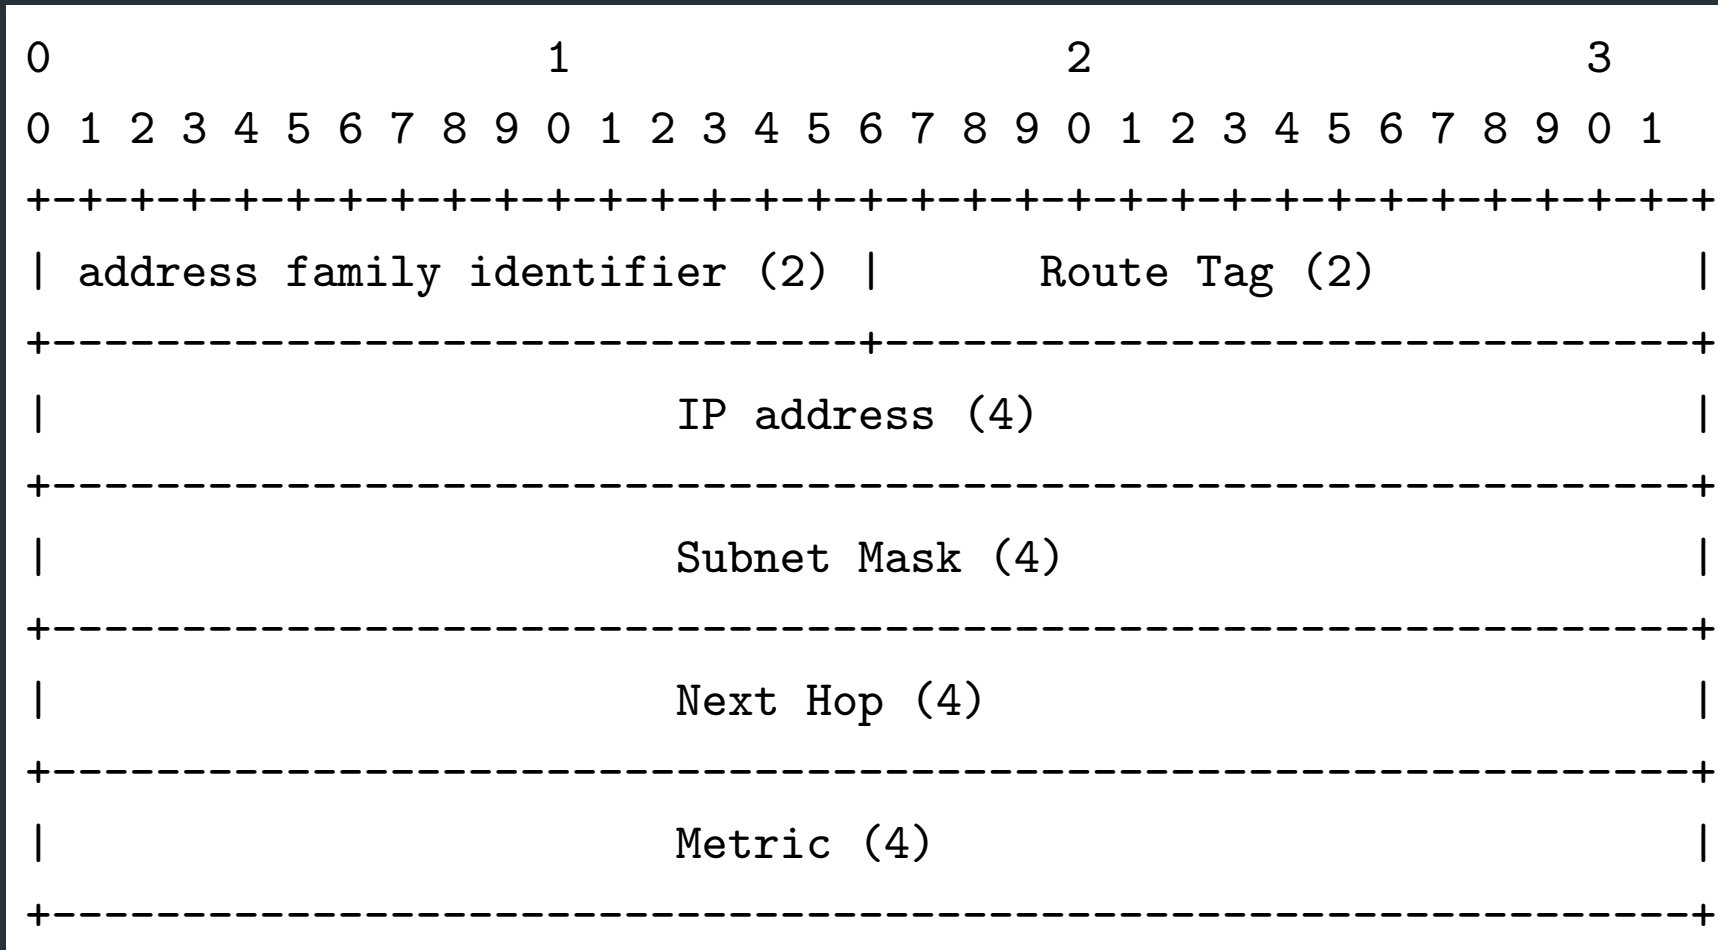 0                   1                   2                   3
0 1 2 3 4 5 6 7 8 9 0 1 2 3 4 5 6 7 8 9 0 1 2 3 4 5 6 7 8 9 0 1
+-+-+-+-+-+-+-+-+-+-+-+-+-+-+-+-+-+-+-+-+-+-+-+-+-+-+-+-+-+-+-+-+
| address family identifier (2) |      Route Tag (2)            |
+-------------------------------+-------------------------------+
|                        IP address (4)                         |
+---------------------------------------------------------------+
|                        Subnet Mask (4)                        |
+---------------------------------------------------------------+
|                        Next Hop (4)                           |
+---------------------------------------------------------------+
|                        Metric (4)                             |
+---------------------------------------------------------------+